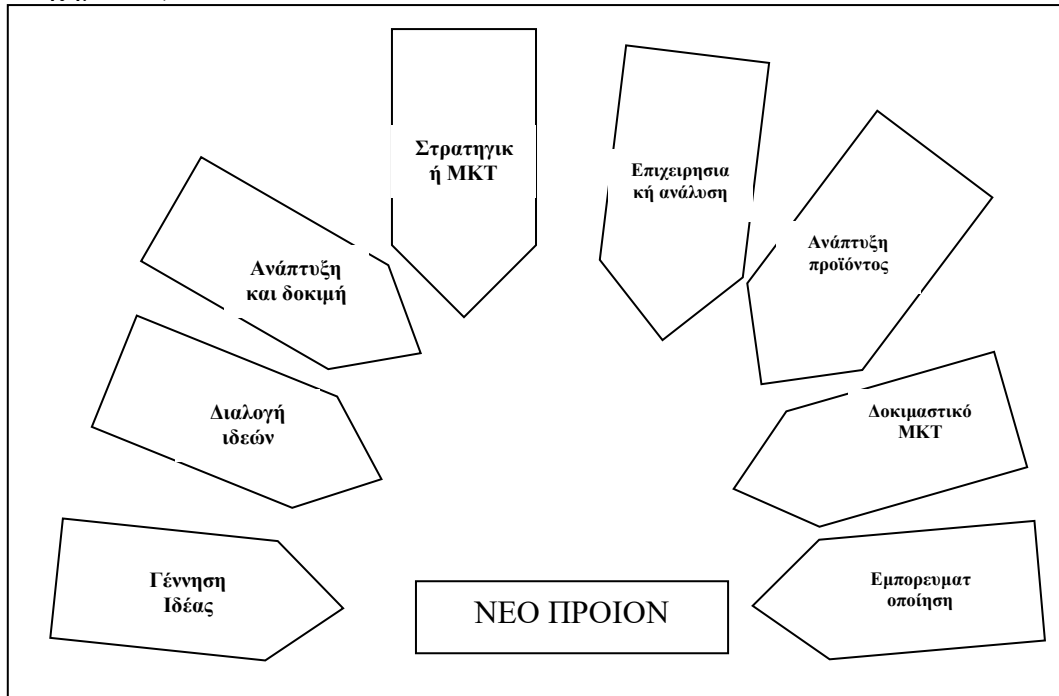 Στρατηγικ
ή ΜΚΤ
Επιχειρησια
κή ανάλυση
Ανάπτυξη
προϊόντος
Ανάπτυξη
και δοκιμή
Διαλογή
ιδεών
Δοκιμαστικό
ΜΚΤ
Γέννηση
Ιδέας
ΝΕΟ ΠΡΟΙΟΝ
Εμπορευματ
οποίηση